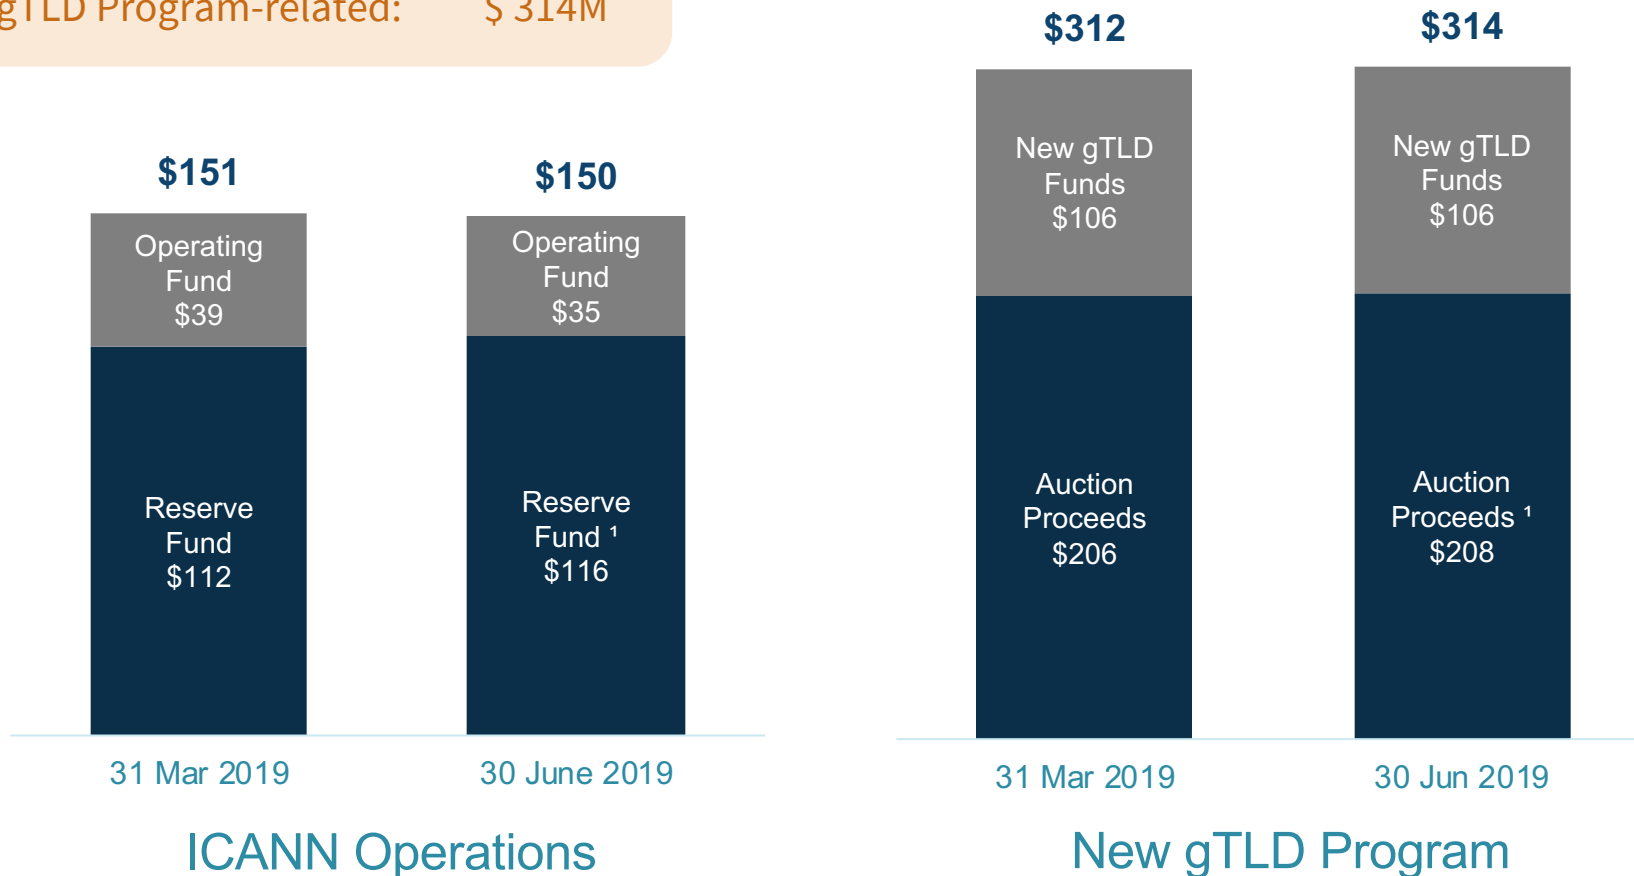 gTLD Program-related: $ 314M
$151
Operating
Fund
$39
Reserve
Fund
$112
31 Mar 2019
$150
Operating
Fund
$35
Reserve
Fund ¹
$116
30 June 2019
ICANN Operations
$312
New gTLD
Funds
$106
Auction
Proceeds
$206
31 Mar 2019
$314
New gTLD
Funds
$106
Auction
Proceeds ¹
$208
30 Jun 2019
New gTLD Program